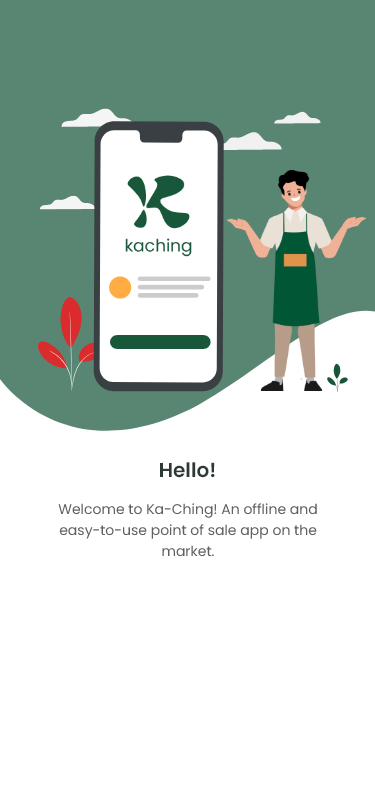 kaching
Hello!
Welcome to Ka-Ching! An offline and
easy-to-use point of sale app on the
market.